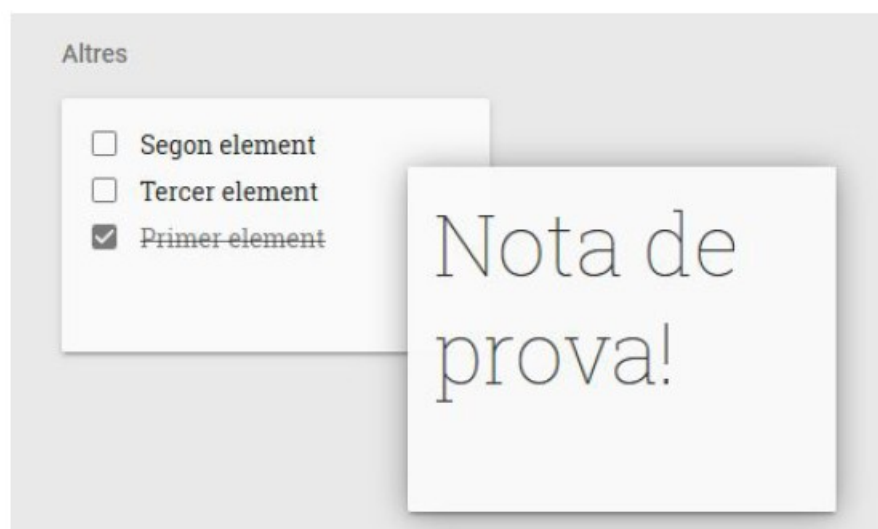 Altres
Segon element
Tercer element
Primer element
Nota de
prova!